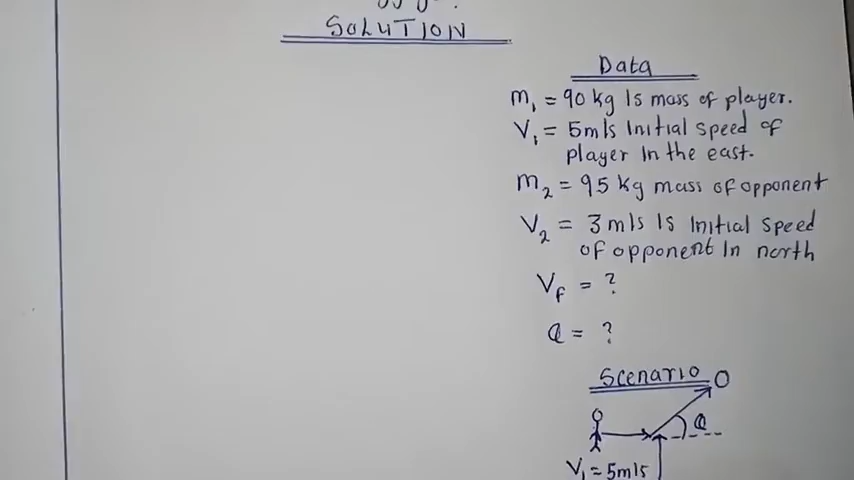 SOLUTION
Data
m₁ = 90 kg is mass of player.
V₁ = 5m/s initial speed of
player in the east.
m₂ = 95 kg mass of opponent
V₂ = 3 m/s is initial speed
of opponent in north
V_f = ?
θ = ?
Scenario
θ
V₁ = 5m/s